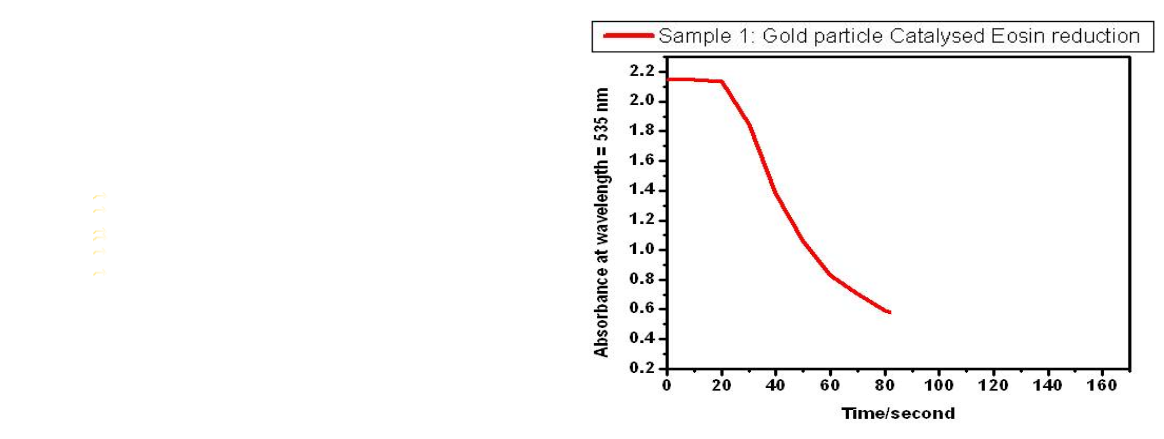 Sample 1: Gold particle Catalysed Eosin reduction
Absorbance at wavelength = 535 nm
2.2
2.0
1.8
1.6
1.4
1.2
1.0
0.8
0.6
0.4
0.2
0 20 40 60 80 100 120 140 160
Time/second